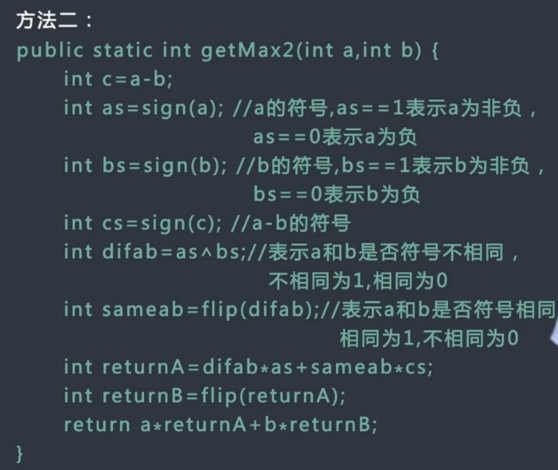 方法二：
public static int getMax2(int a,int b) {
int c=a-b;
int as=sign(a); //a的符号,as==1表示a为非负，
as==0表示a为负
int bs=sign(b); //b的符号,bs==1表示b为非负，
bs==0表示b为负
int cs=sign(c); //a-b的符号
int difab=as^bs;//表示a和b是否符号不相同，
不相同为1,相同为0
int sameab=flip(difab);//表示a和b是否符号相同
相同为1,不相同为0
int returnA=difab*as+sameab*cs;
int returnB=flip(returnA);
return a*returnA+b*returnB;
}